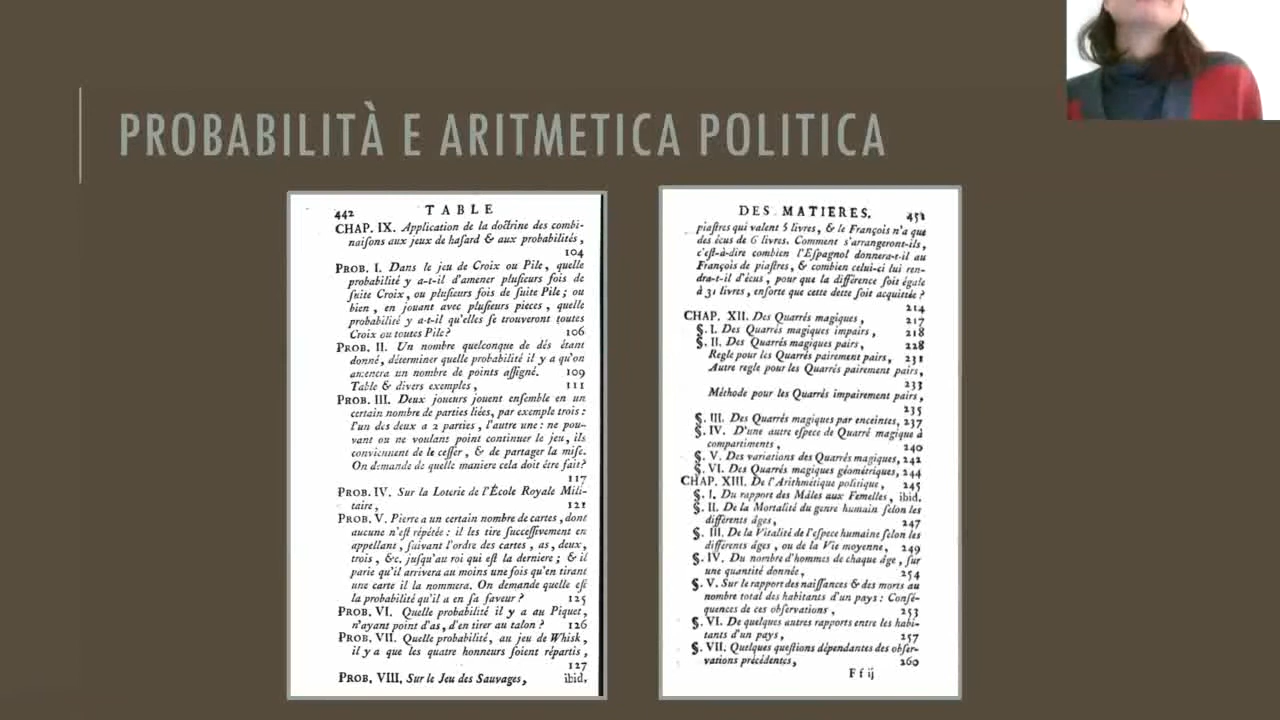 PROBABILITÀ E ARITMETICA POLITICA
442 TABLE
CHAP. IX. Application de la doctrine des combi-
naisons aux jeux de hasard & aux probabilités,
104
PROB. I. Dans le jeu de Croix ou Pile, quelle
probabilité y a-t-il d'amener plusieurs fois de
suite Croix, ou plusieurs fois de suite Pile; ou
bien, en jouant avec plusieurs pieces, quelle
probabilité y a-t-il qu'elles se trouveront toutes
Croix ou toutes Pile? 106
PROB. II. Un nombre quelconque de dés étant
donné, déterminer quelle probabilité il y a qu'on
amenera un nombre de points assigné. 109
Table & divers exemples, 111
PROB. III. Deux joueurs jouent ensemble en un
certain nombre de parties liées, par exemple trois:
l'un des deux a 2 parties, l'autre une: ne pou-
vant ou ne voulant point continuer le jeu, ils
conviennent de le cesser, & de partager la mise.
On demande de quelle maniere cela doit être fait?
117
PROB. IV. Sur la Loterie de l'École Royale Mili-
taire, 121
PROB. V. Pierre a un certain nombre de cartes, dont
aucune n'est répétée: il les tire successivement en
appellant, suivant l'ordre des cartes, as, deux,
trois, &c. jusqu'au roi qui est la derniere; & il
parie qu'il arrivera au moins une fois qu'en tirant
une carte il la nommera. On demande quelle est
la probabilité qu'il a en sa faveur? 125
PROB. VI. Quelle probabilité il y a au Piquet,
n'ayant point d'as, d'en tirer au talon? 126
PROB. VII. Quelle probabilité, au jeu de Whisk,
il y a que les quatre honneurs soient répartis,
127
PROB. VIII. Sur le Jeu des Sauvages, ibid.
DES MATIERES. 451
piastres qui valent 5 livres, & le François n'a que
des écus de 6 livres. Comment s'arrangeront-ils,
c'est-à-dire combien l'Espagnol donnera-t-il au
François de piastres, & combien celui-ci lui ren-
dra-t-il d'écus, pour que la différence soit égale
à 31 livres, ensorte que cette dette soit acquittée?
214
CHAP. XII. Des Quarrés magiques, 217
§. I. Des Quarrés magiques impairs, 218
§. II. Des Quarrés magiques pairs, 228
Regle pour les Quarrés pairement pairs, 231
Autre regle pour les Quarrés pairement pairs,
233
Méthode pour les Quarrés impairement pairs,
235
§. III. Des Quarrés magiques par enceintes, 237
§. IV. D'une autre espece de Quarré magique à
compartiments, 240
§. V. Des variations des Quarrés magiques, 242
§. VI. Des Quarrés magiques géométriques, 244
CHAP. XIII. De l'Arithmétique politique, 245
§. I. Du rapport des Mâles aux Femelles, ibid.
§. II. De la Mortalité du genre humain selon les
différents âges, 247
§. III. De la Vitalité de l'espece humaine selon les
différents âges, ou de la Vie moyenne, 249
§. IV. Du nombre d'hommes de chaque âge, sur
une quantité donnée, 254
§. V. Sur le rapport des naissances & des morts au
nombre total des habitants d'un pays: Consé-
quences de ces observations, 253
§. VI. De quelques autres rapports entre les habi-
tants d'un pays, 257
§. VII. Quelques questions dépendantes des obser-
vations précédentes, 260
F f ij